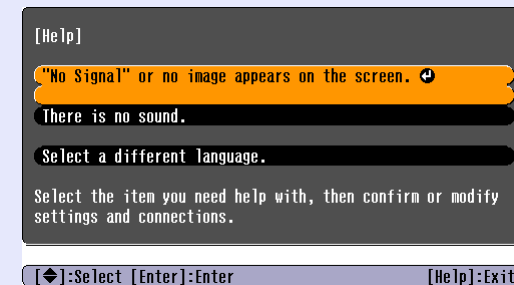 [Help]
"No Signal" or no image appears on the screen.
There is no sound.
Select a different language.
Select the item you need help with, then confirm or modify
settings and connections.
[◆]:Select [Enter]:Enter [Help]:Exit